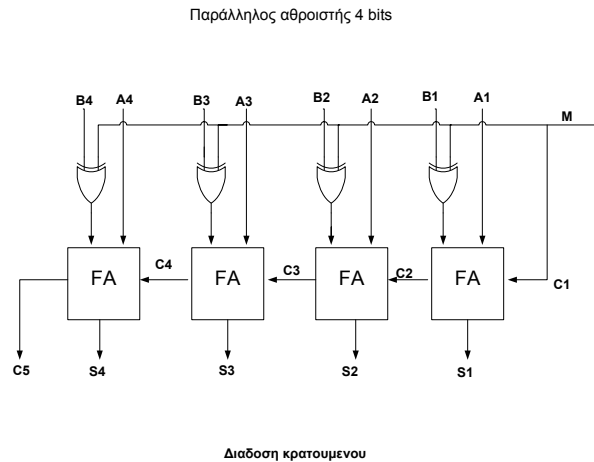 Παράλληλος αθροιστής 4 bits
B4 A4 B3 A3 B2 A2 B1 A1
M
FA C4 FA C3 FA C2 FA C1
C5 S4 S3 S2 S1
Διαδοση κρατουμενου